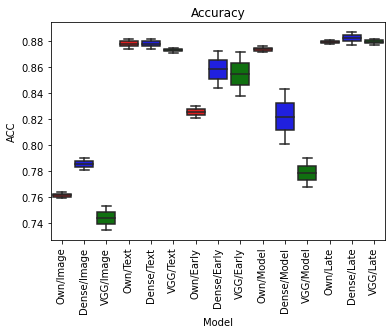 Accuracy
0.88
0.86
0.84
0.82
0.80
0.78
0.76
0.74
ACC
Own/Image
Dense/Image
VGG/Image
Own/Text
Dense/Text
VGG/Text
Own/Early
Dense/Early
VGG/Early
Own/Model
Dense/Model
VGG/Model
Own/Late
Dense/Late
VGG/Late
Model